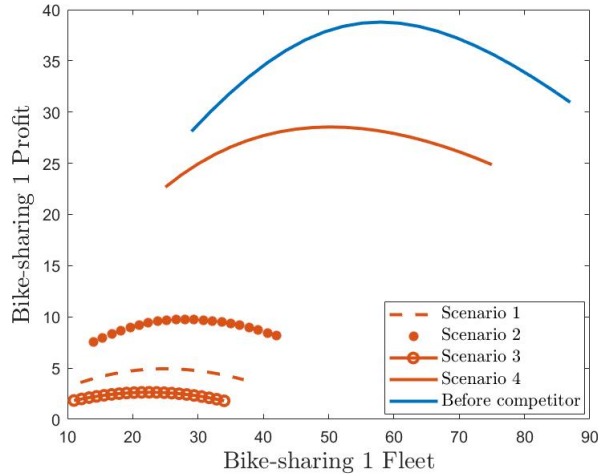 40
35
30
25
20
15
10
5
0
10 20 30 40 50 60 70 80 90
Bike-sharing 1 Profit
Bike-sharing 1 Fleet
Scenario 1
Scenario 2
Scenario 3
Scenario 4
Before competitor